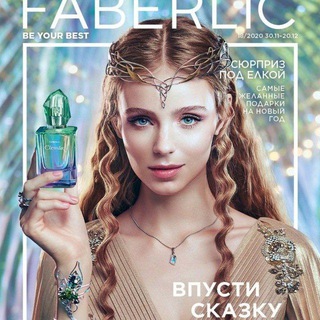 FABERLIC
BE YOUR BEST
18/2020 30.11–20.12
СЮРПРИЗ
ПОД ЕЛКОЙ
САМЫЕ
ЖЕЛАННЫЕ
ПОДАРКИ
НА НОВЫЙ
ГОД
ВПУСТИ
СКАЗКУ